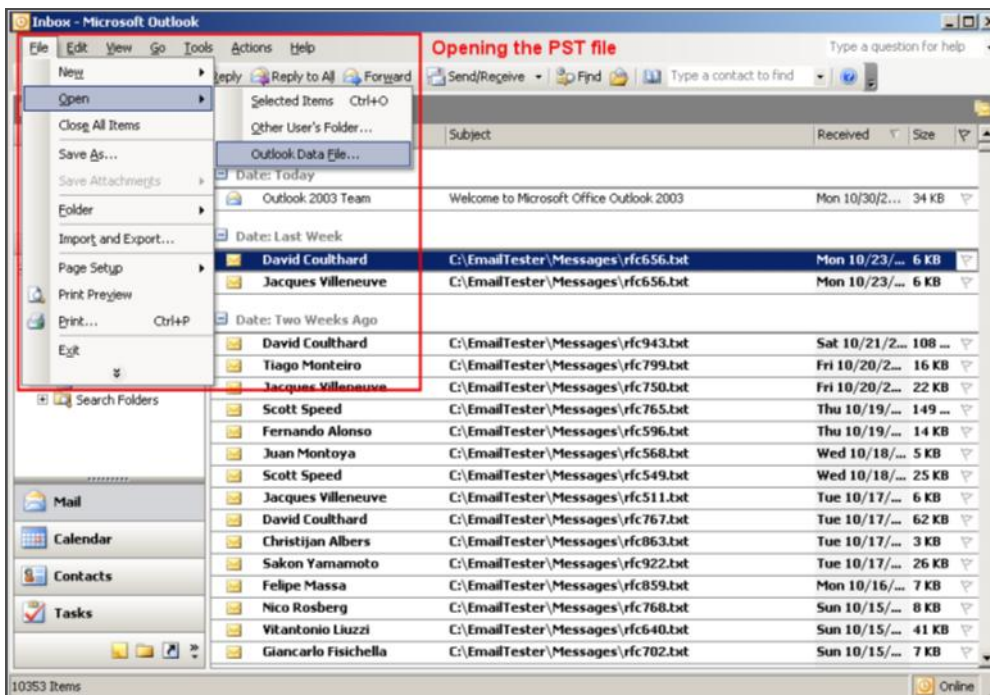 Inbox - Microsoft Outlook
File Edit View Go Tools Actions Help Opening the PST file Type a question for help
Reply to All Forward Send/Receive Find Type a contact to find
New
Open
Close All Items
Save As...
Save Attachments
Folder
Import and Export...
Page Setup
Print Preview
Print... Ctrl+P
Exit
Selected Items Ctrl+O
Other User's Folder...
Outlook Data File...
Subject Received Size
Date: Today
Outlook 2003 Team Welcome to Microsoft Office Outlook 2003 Mon 10/30/2... 34 KB
Date: Last Week
David Coulthard C:\EmailTester\Messages\rfc656.txt Mon 10/23/... 6 KB
Jacques Villeneuve C:\EmailTester\Messages\rfc656.txt Mon 10/23/... 6 KB
Date: Two Weeks Ago
David Coulthard C:\EmailTester\Messages\rfc943.txt Sat 10/21/2... 108 ...
Tiago Monteiro C:\EmailTester\Messages\rfc799.txt Fri 10/20/2... 16 KB
Jacques Villeneuve C:\EmailTester\Messages\rfc750.txt Fri 10/20/2... 22 KB
Scott Speed C:\EmailTester\Messages\rfc765.txt Thu 10/19/... 149 ...
Fernando Alonso C:\EmailTester\Messages\rfc596.txt Thu 10/19/... 14 KB
Juan Montoya C:\EmailTester\Messages\rfc568.txt Wed 10/18/... 5 KB
Scott Speed C:\EmailTester\Messages\rfc549.txt Wed 10/18/... 25 KB
Jacques Villeneuve C:\EmailTester\Messages\rfc511.txt Tue 10/17/... 6 KB
David Coulthard C:\EmailTester\Messages\rfc767.txt Tue 10/17/... 62 KB
Christijan Albers C:\EmailTester\Messages\rfc863.txt Tue 10/17/... 3 KB
Sakon Yamamoto C:\EmailTester\Messages\rfc922.txt Tue 10/17/... 26 KB
Felipe Massa C:\EmailTester\Messages\rfc859.txt Mon 10/16/... 7 KB
Nico Rosberg C:\EmailTester\Messages\rfc768.txt Sun 10/15/... 8 KB
Vitantonio Liuzzi C:\EmailTester\Messages\rfc640.txt Sun 10/15/... 41 KB
Giancarlo Fisichella C:\EmailTester\Messages\rfc702.txt Sun 10/15/... 7 KB
Search Folders
Mail
Calendar
Contacts
Tasks
10353 Items Online